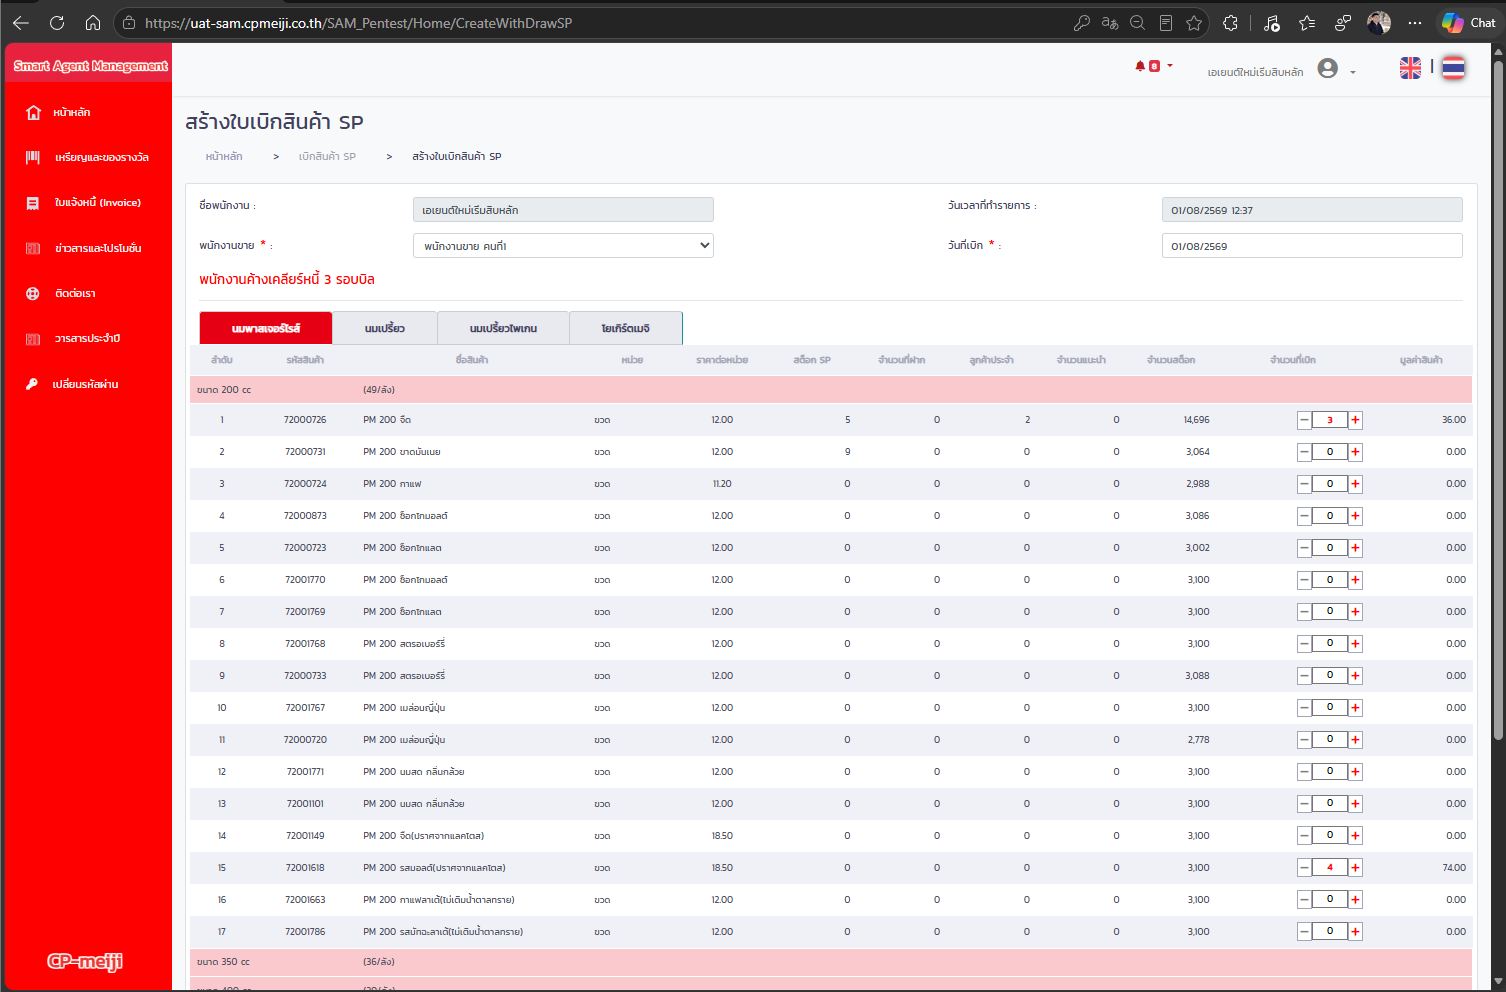 https://uat-sam.cpmeiji.co.th/SAM_Pentest/Home/CreateWithDrawSP
Chat
Smart Agent Management
8
เอเยนต์ใหม่เริ่มสิบหลัก
หน้าหลัก
เหรียญและของรางวัล
ใบแจ้งหนี้ (Invoice)
ข่าวสารและโปรโมชั่น
ติดต่อเรา
วารสารประจำปี
เปลี่ยนรหัสผ่าน
CP-meiji
สร้างใบเบิกสินค้า SP
หน้าหลัก > เบิกสินค้า SP > สร้างใบเบิกสินค้า SP
ชื่อพนักงาน : เอเยนต์ใหม่เริ่มสิบหลัก วันเวลาที่ทำรายการ : 01/08/2569 12:37
พนักงานขาย * : พนักงานขาย คนที่1 วันที่เบิก * : 01/08/2569
พนักงานค้างเคลียร์หนี้ 3 รอบบิล
นมพาสเจอร์ไรส์ นมเปรี้ยว นมเปรี้ยวไพเกน โยเกิร์ตเมจิ
ลำดับ รหัสสินค้า ชื่อสินค้า หน่วย ราคาต่อหน่วย สต็อก SP จำนวนที่ฝาก ลูกค้าประจำ จำนวนแนะนำ จำนวนสต็อก จำนวนที่เบิก มูลค่าสินค้า
ขนาด 200 cc (49/ลัง)
1 72000726 PM 200 จืด ขวด 12.00 5 0 2 0 14,696 − 3 + 36.00
2 72000731 PM 200 ขาดมันเนย ขวด 12.00 9 0 0 0 3,064 − 0 + 0.00
3 72000724 PM 200 กาแฟ ขวด 11.20 0 0 0 0 2,988 − 0 + 0.00
4 72000873 PM 200 ช็อกโกมอลต์ ขวด 12.00 0 0 0 0 3,086 − 0 + 0.00
5 72000723 PM 200 ช็อกโกแลต ขวด 12.00 0 0 0 0 3,002 − 0 + 0.00
6 72001770 PM 200 ช็อกโกมอลต์ ขวด 12.00 0 0 0 0 3,100 − 0 + 0.00
7 72001769 PM 200 ช็อกโกแลต ขวด 12.00 0 0 0 0 3,100 − 0 + 0.00
8 72001768 PM 200 สตรอเบอร์รี่ ขวด 12.00 0 0 0 0 3,100 − 0 + 0.00
9 72000733 PM 200 สตรอเบอร์รี่ ขวด 12.00 0 0 0 0 3,088 − 0 + 0.00
10 72001767 PM 200 เมล่อนญี่ปุ่น ขวด 12.00 0 0 0 0 3,100 − 0 + 0.00
11 72000720 PM 200 เมล่อนญี่ปุ่น ขวด 12.00 0 0 0 0 2,778 − 0 + 0.00
12 72001771 PM 200 นมสด กลิ่นกล้วย ขวด 12.00 0 0 0 0 3,100 − 0 + 0.00
13 72001101 PM 200 นมสด กลิ่นกล้วย ขวด 12.00 0 0 0 0 3,100 − 0 + 0.00
14 72001149 PM 200 จืด(ปราศจากแลคโตส) ขวด 18.50 0 0 0 0 3,100 − 0 + 0.00
15 72001618 PM 200 รสมอลต์(ปราศจากแลคโตส) ขวด 18.50 0 0 0 0 3,100 − 4 + 74.00
16 72001663 PM 200 กาแฟลาเต้(ไม่เติมน้ำตาลทราย) ขวด 12.00 0 0 0 0 3,100 − 0 + 0.00
17 72001786 PM 200 รสมัทฉะลาเต้(ไม่เติมน้ำตาลทราย) ขวด 12.00 0 0 0 0 3,100 − 0 + 0.00
ขนาด 350 cc (36/ลัง)